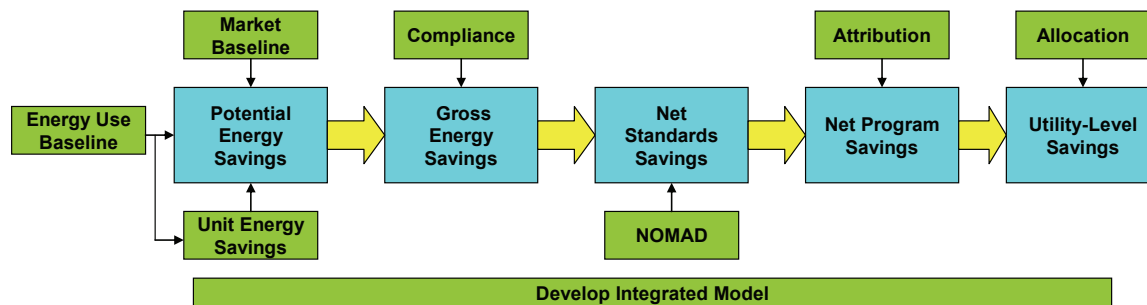 Market
Baseline
Compliance
Attribution
Allocation
Energy Use
Baseline
Potential
Energy
Savings
Gross
Energy
Savings
Net
Standards
Savings
Net Program
Savings
Utility-Level
Savings
Unit Energy
Savings
NOMAD
Develop Integrated Model